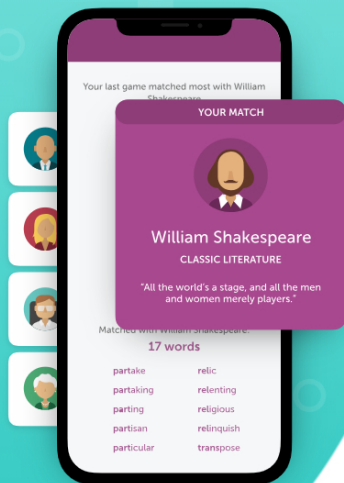 Your last game matched most with William
Shakespeare
YOUR MATCH
William Shakespeare
CLASSIC LITERATURE
“All the world’s a stage, and all the men
and women merely players.”
Matched with William Shakespeare.
17 words
partake
relic
partaking
relenting
parting
religious
partisan
relinquish
particular
transpose